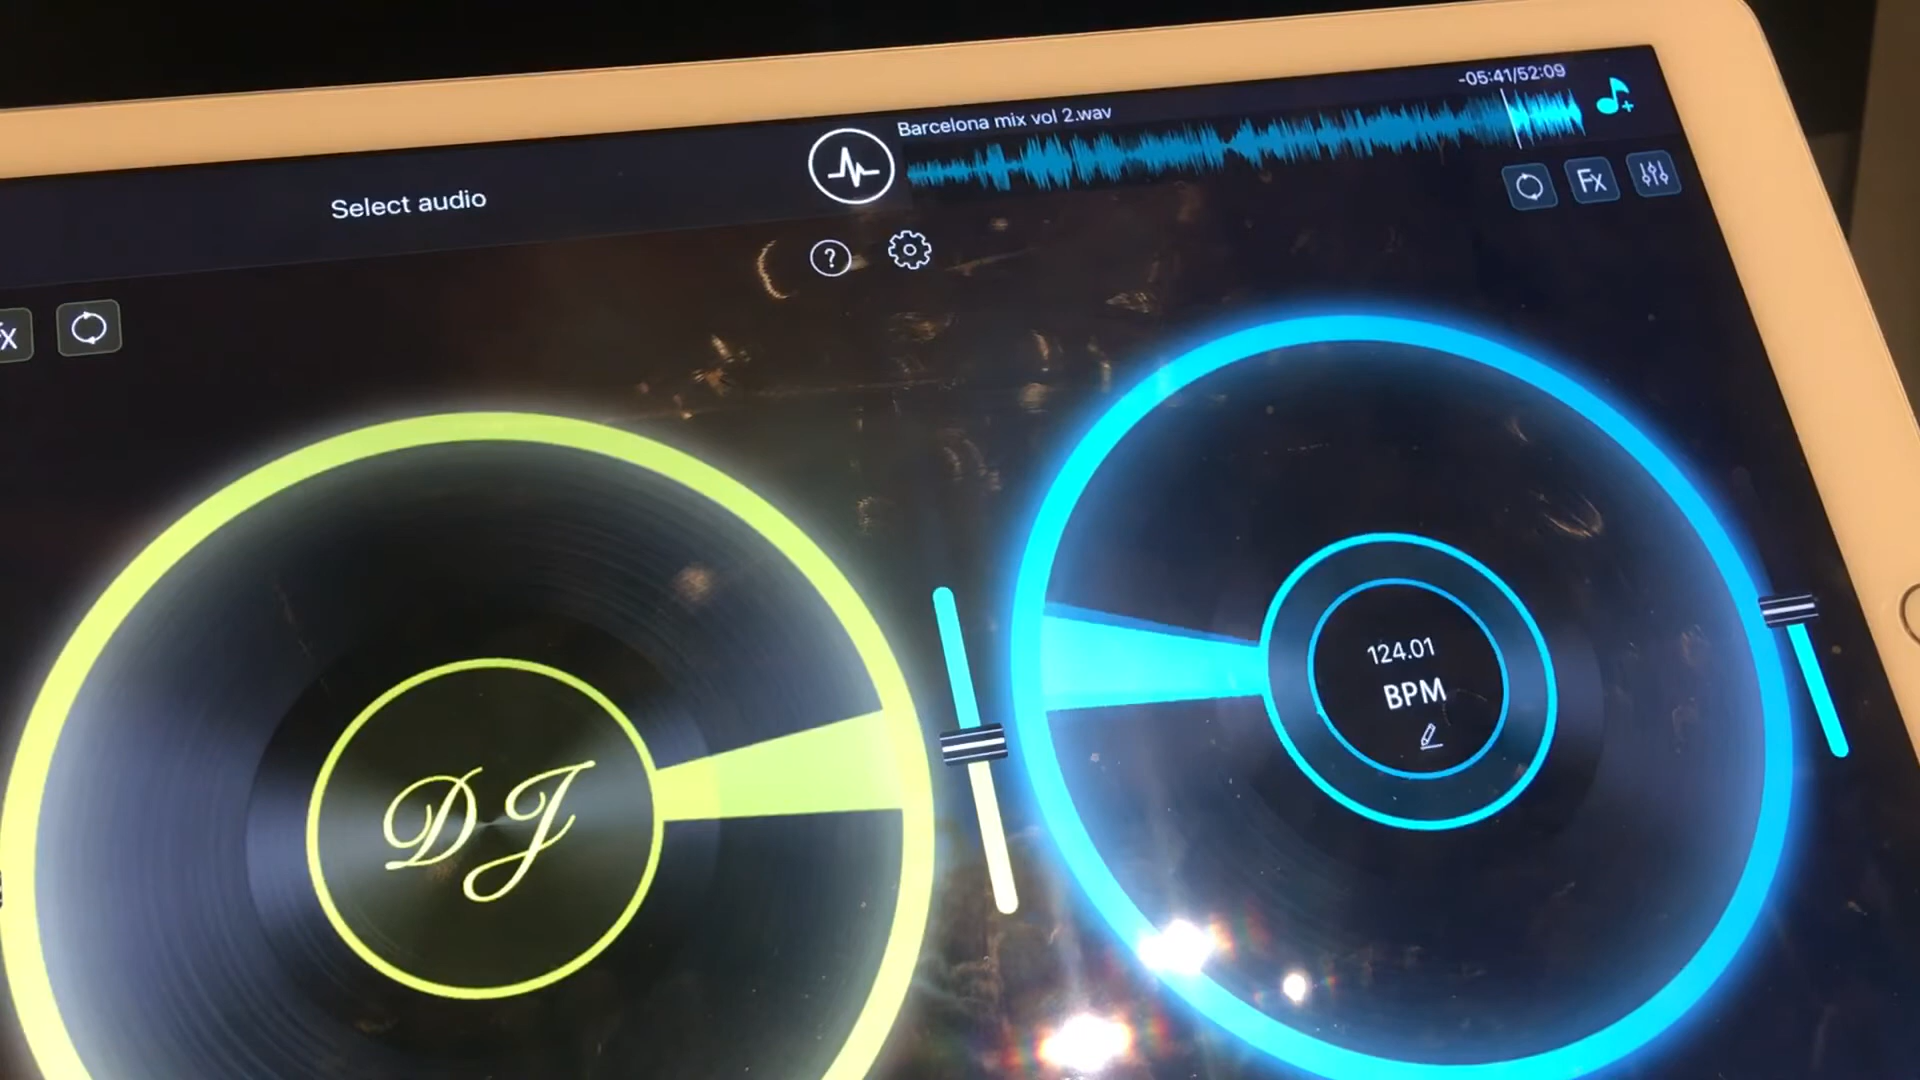 -05:41/52:09
Barcelona mix vol 2.wav
Select audio
Fx
?
Fx
DJ
124.01
BPM